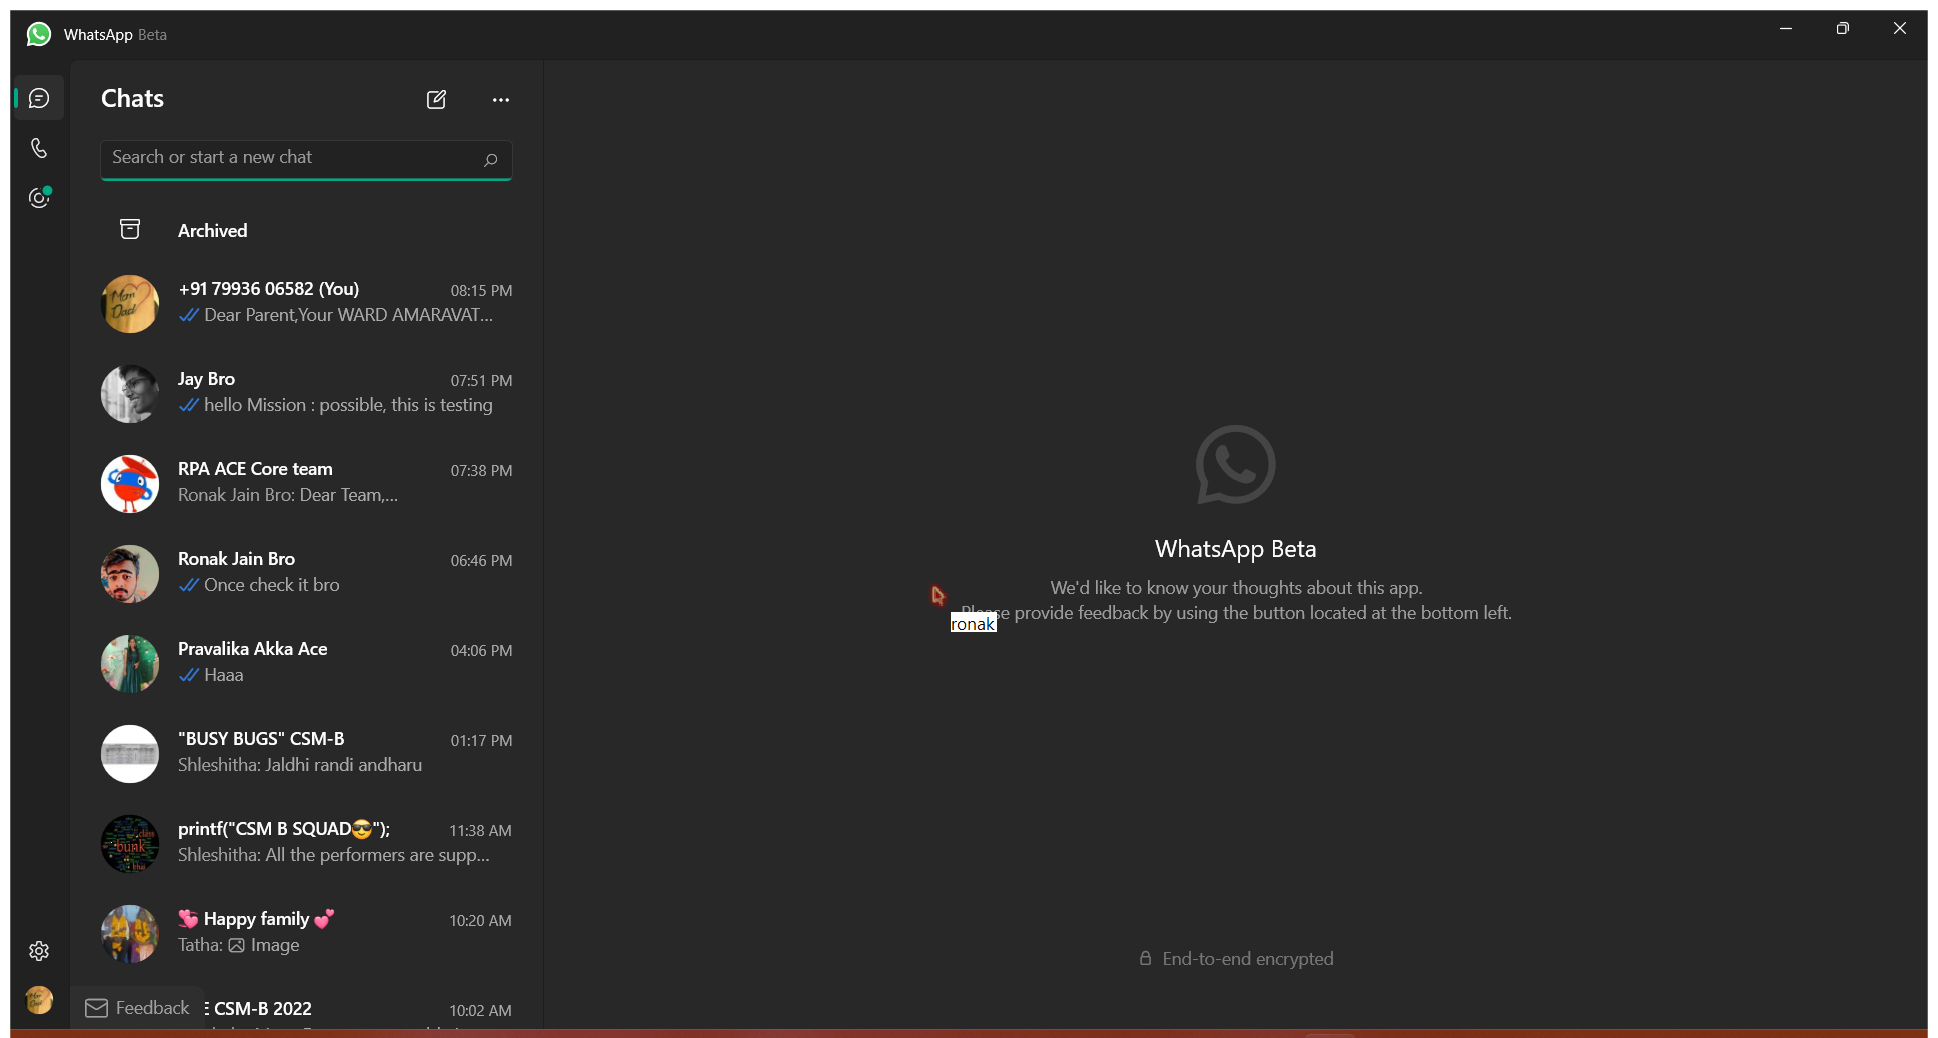 WhatsApp Beta
Chats
Search or start a new chat
Archived
+91 79936 06582 (You) 08:15 PM
Dear Parent,Your WARD AMARAVAT...
Jay Bro 07:51 PM
hello Mission : possible, this is testing
RPA ACE Core team 07:38 PM
Ronak Jain Bro: Dear Team,...
Ronak Jain Bro 06:46 PM
Once check it bro
Pravalika Akka Ace 04:06 PM
Haaa
"BUSY BUGS" CSM-B 01:17 PM
Shleshitha: Jaldhi randi andharu
printf("CSM B SQUAD😎"); 11:38 AM
Shleshitha: All the performers are supp...
💝 Happy family 💕 10:20 AM
Tatha: Image
Feedback
CSM-B 2022 10:02 AM
WhatsApp Beta
We'd like to know your thoughts about this app.
Please provide feedback by using the button located at the bottom left.
ronak
End-to-end encrypted